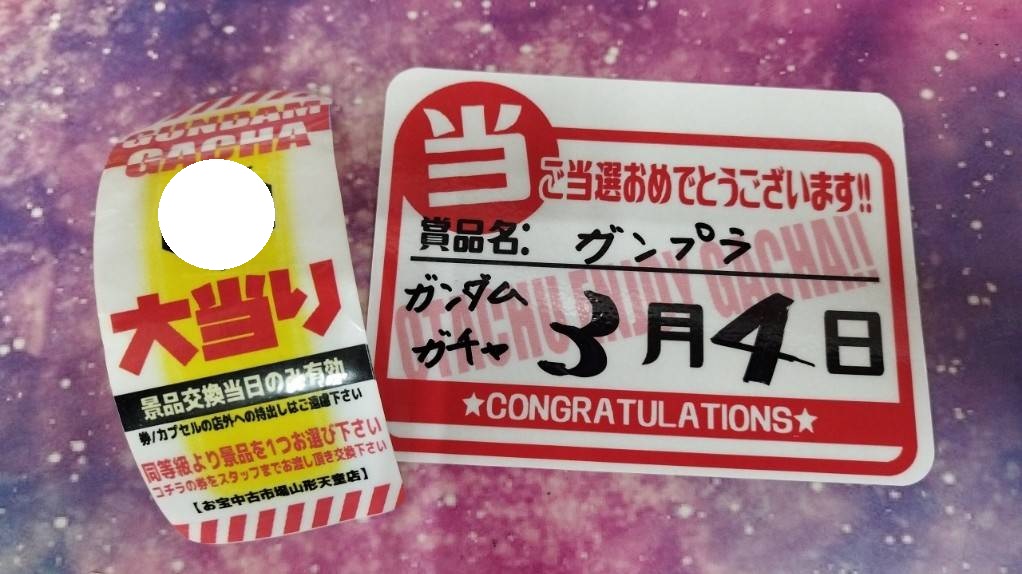 GUNDAM
GACHA
大当り
景品交換当日のみ有効
券/カプセルの店外への持出しはご遠慮下さい
同等級より景品を1つお選び下さい
コチラの券をスタッフまでお渡し頂き交換下さい
【お宝中古市場山形天童店】
当
ご当選おめでとうございます!!
賞品名: ガンプラ
OTACHU ENJOY GACHA!!
ガンダム
ガチャ
3月4日
★CONGRATULATIONS★